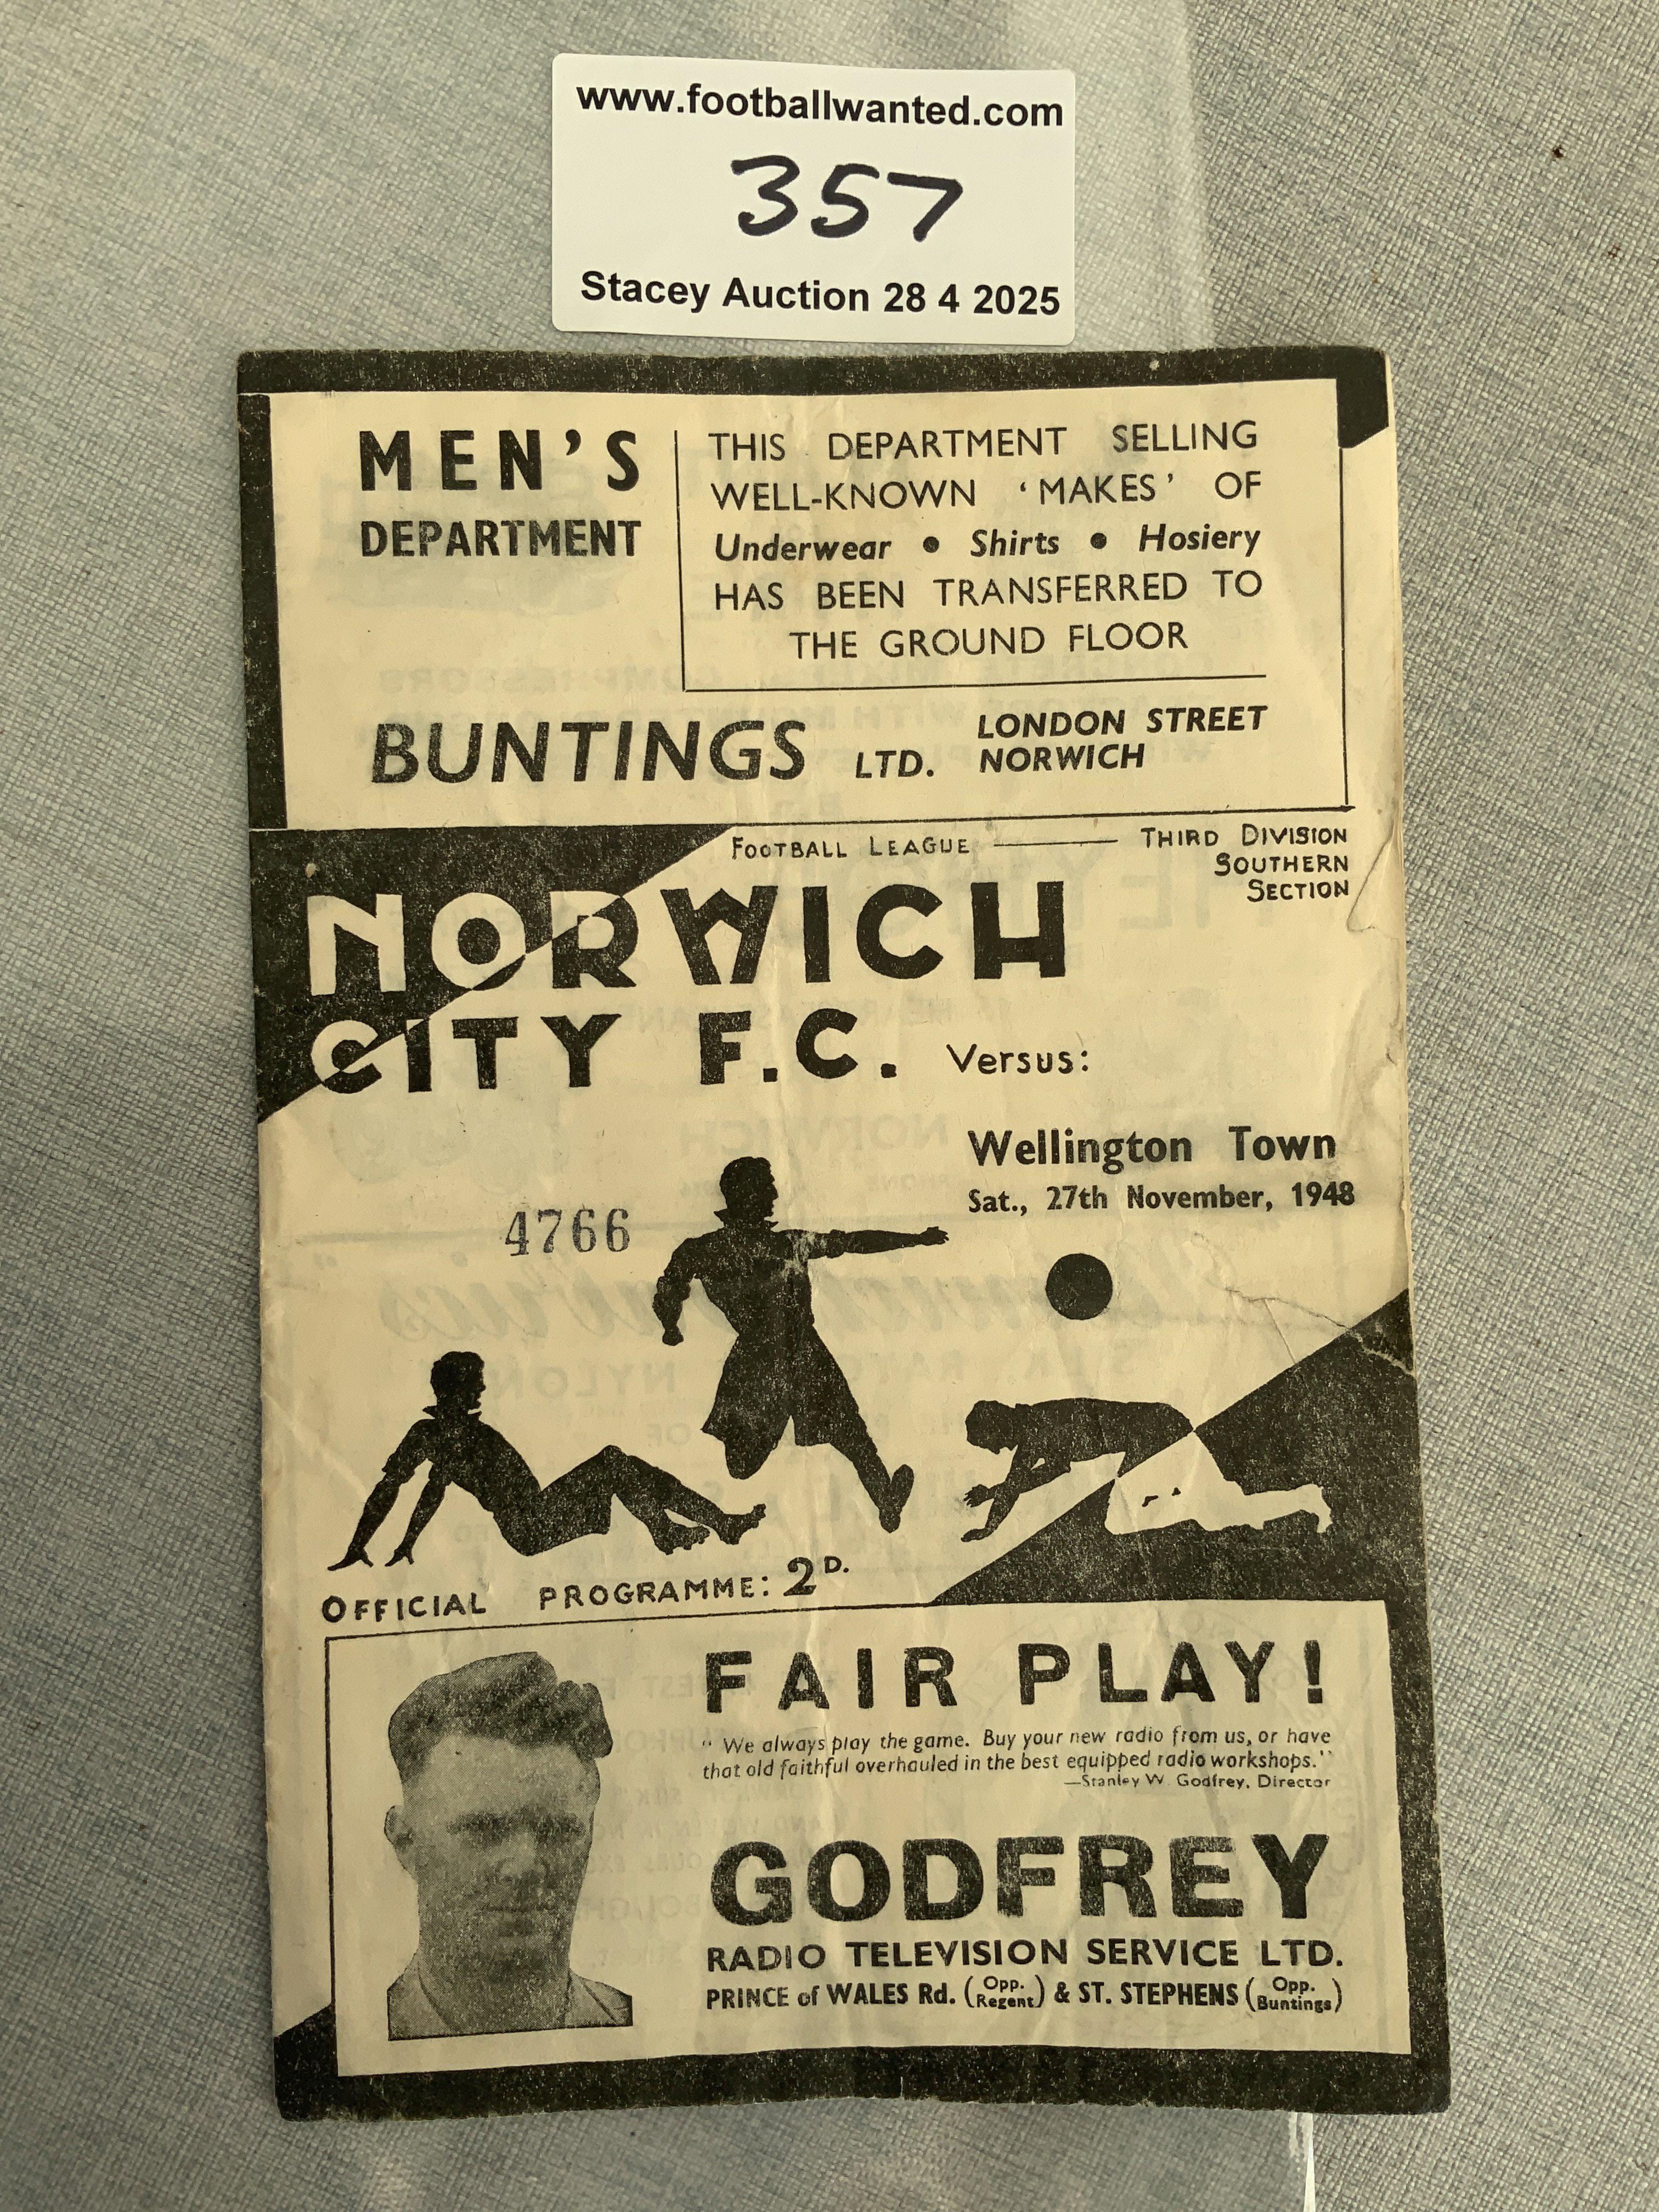 www.footballwanted.com
357
Stacey Auction 28 4 2025
MEN'S
DEPARTMENT
THIS DEPARTMENT SELLING
WELL-KNOWN 'MAKES' OF
Underwear • Shirts • Hosiery
HAS BEEN TRANSFERRED TO
THE GROUND FLOOR
BUNTINGS LTD.
LONDON STREET
NORWICH
FOOTBALL LEAGUE — THIRD DIVISION
SOUTHERN
SECTION
NORWICH
CITY F.C. Versus:
Wellington Town
Sat., 27th November, 1948
4766
OFFICIAL PROGRAMME: 2D.
FAIR PLAY!
"We always play the game. Buy your new radio from us, or have
that old faithful overhauled in the best equipped radio workshops."
—Stanley W. Godfrey, Director
GODFREY
RADIO TELEVISION SERVICE LTD.
PRINCE of WALES Rd. (Opp. Regent) & ST. STEPHENS (Opp. Buntings)